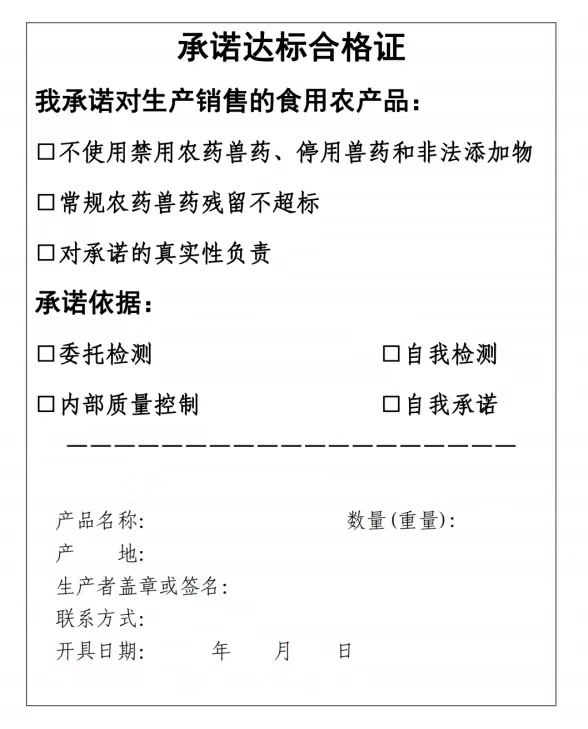 承诺达标合格证
我承诺对生产销售的食用农产品：
□不使用禁用农药兽药、停用兽药和非法添加物
□常规农药兽药残留不超标
□对承诺的真实性负责
承诺依据：
□委托检测 □自我检测
□内部质量控制 □自我承诺
———————————————————
产品名称: 数量(重量):
产 地:
生产者盖章或签名:
联系方式:
开具日期: 年 月 日